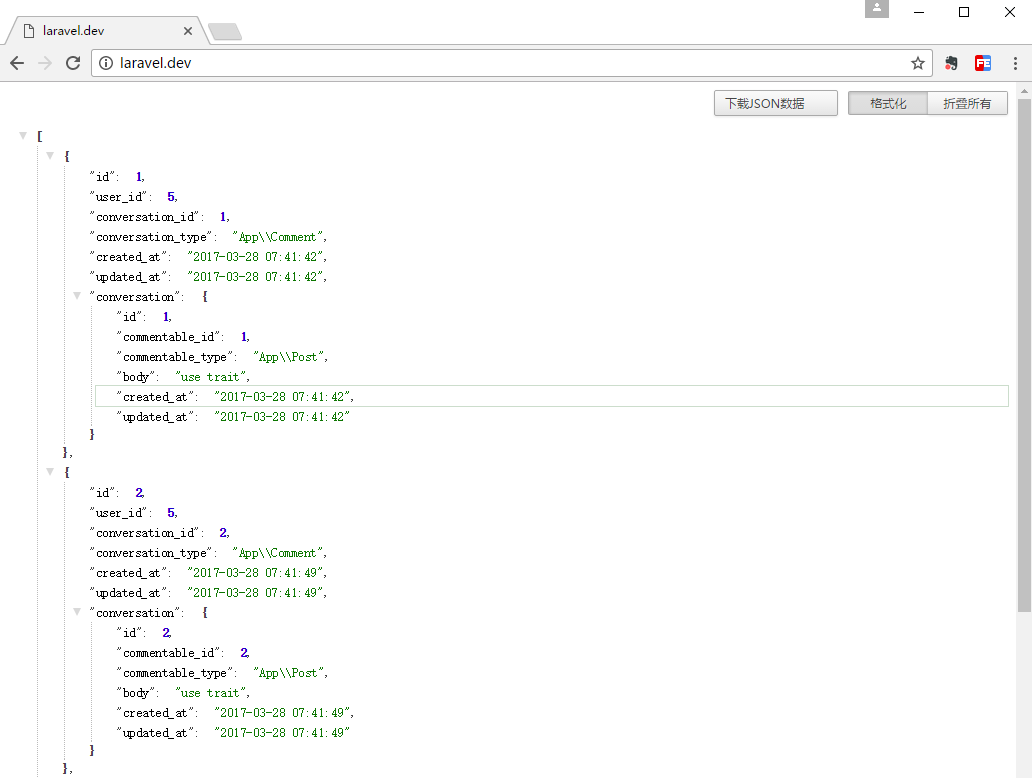 laravel.dev
laravel.dev
下载JSON数据 格式化 折叠所有
[
{
"id": 1,
"user_id": 5,
"conversation_id": 1,
"conversation_type": "App\\Comment",
"created_at": "2017-03-28 07:41:42",
"updated_at": "2017-03-28 07:41:42",
"conversation": {
"id": 1,
"commentable_id": 1,
"commentable_type": "App\\Post",
"body": "use trait",
"created_at": "2017-03-28 07:41:42",
"updated_at": "2017-03-28 07:41:42"
}
},
{
"id": 2,
"user_id": 5,
"conversation_id": 2,
"conversation_type": "App\\Comment",
"created_at": "2017-03-28 07:41:49",
"updated_at": "2017-03-28 07:41:49",
"conversation": {
"id": 2,
"commentable_id": 2,
"commentable_type": "App\\Post",
"body": "use trait",
"created_at": "2017-03-28 07:41:49",
"updated_at": "2017-03-28 07:41:49"
}
},